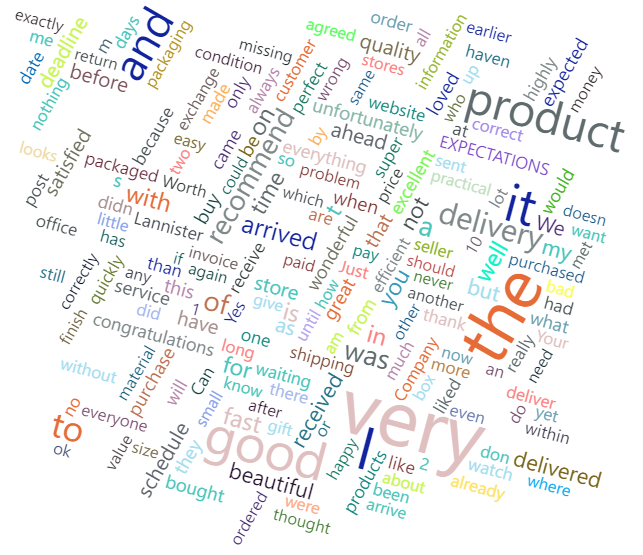 exactly
me
date
nothing
deadline
and
days
packaging
m
return
before
missing
condition
customer
agreed
order
all
stores
quality
information
earlier
haven
up
who
highly
expected
money
wrong
same
perfect
always
only
made
exchange
easy
because
two
came
be
on
could
buy
website
unfortunately
ahead
super
loved
at
product
correct
EXPECTATIONS
sent
practical
lot
would
doesn
want
met
looks
satisfied
packaged
Worth
post
s
didn
with
little
Lannister
has
office
recommend
time
everything
so
problem
by
which
are
when
t
price
excellent
not
that
a
delivery
it
We
my
well
10
seller
purchased
bad
had
what
Your
still
correctly
quickly
any
than
if
again
invoice
service
this
1
of
arrived
receive
paid
wonderful
pay
Just
how
until
great
efficient
you
should
never
but
another
other
the
really
need
finish
congratulations
did
have
Yes
store
give
is
as
am
from
in
thank
now
an
without
material
purchase
will
Can
long
one
for
know
waiting
shipping
there
was
much
Company
more
box
liked
even
deliver
do
yet
within
no
to
ok
everyone
value
size
schedule
they
small
fast
after
gift
good
received
or
I
very
happy
products
like
about
2
been
arrive
already
watch
don
delivered
where
bought
beautiful
were
ordered
thought